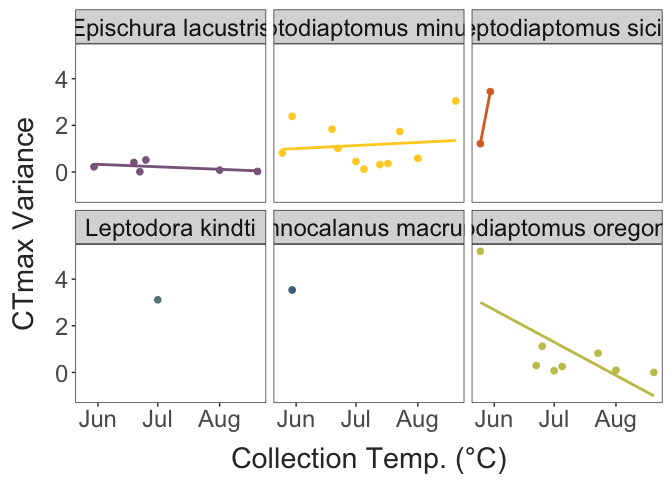 Epischura lacustris
ptodiaptomus minu
eptodiaptomus sici
4
2
0
Leptodora kindti
nnocalanus macru
odiaptomus oregon
4
2
0
CTmax Variance
Jun Jul Aug
Jun Jul Aug
Jun Jul Aug
Collection Temp. (°C)